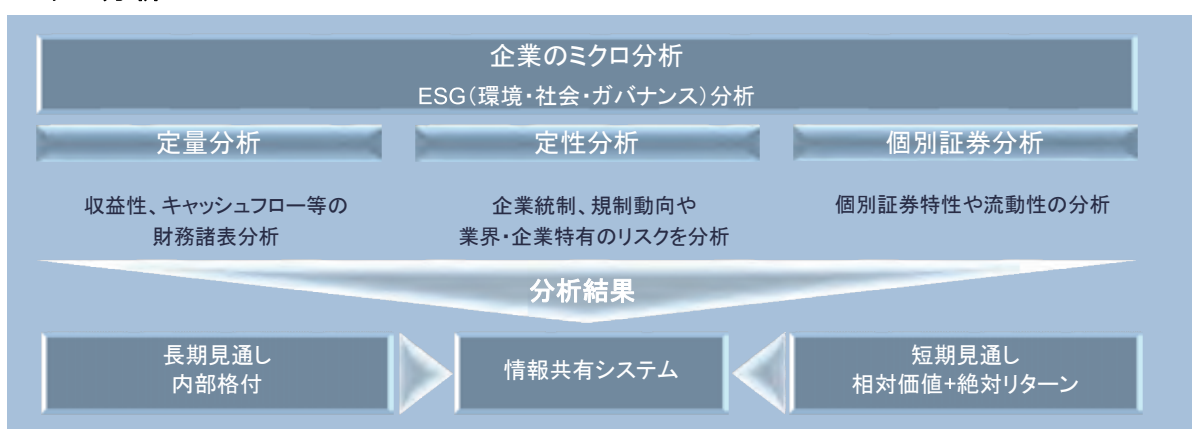 企業のミクロ分析
ESG(環境・社会・ガバナンス)分析
定量分析
定性分析
個別証券分析
収益性、キャッシュフロー等の
財務諸表分析
企業統制、規制動向や
業界・企業特有のリスクを分析
個別証券特性や流動性の分析
分析結果
長期見通し
内部格付
情報共有システム
短期見通し
相対価値+絶対リターン